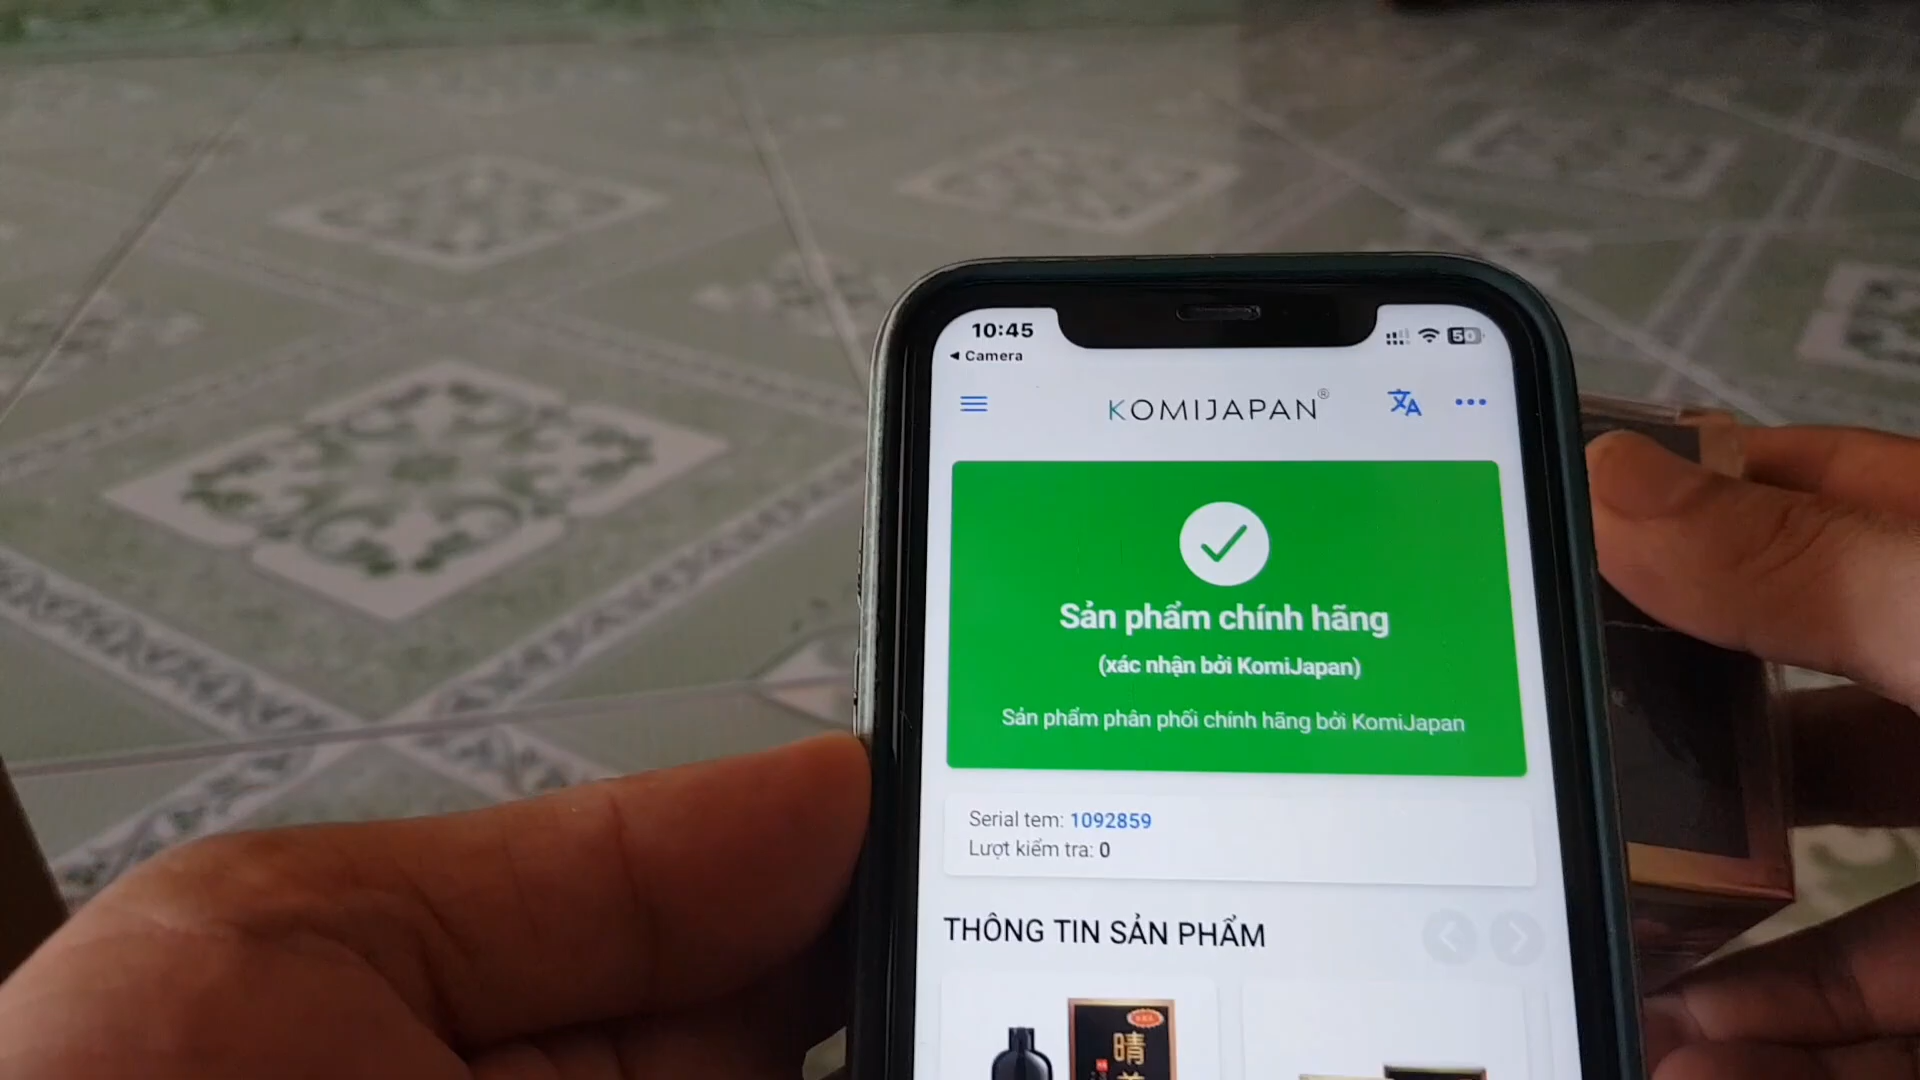 10:45
50
Camera
KOMIJAPAN®
Sản phẩm chính hãng
(xác nhận bởi KomiJapan)
Sản phẩm phân phối chính hãng bởi KomiJapan
Serial tem: 1092859
Lượt kiểm tra: 0
THÔNG TIN SẢN PHẨM
晴